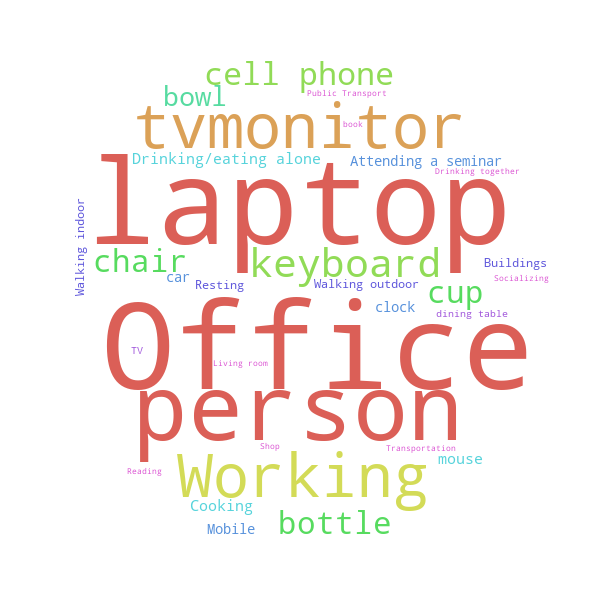 cell phone
Public Transport
bowl
tvmonitor
book
Drinking/eating alone
Attending a seminar
Drinking together
laptop
Walking indoor
chair
keyboard
Buildings
car
Resting
Walking outdoor
Socializing
cup
clock
dining table
Office
TV
Living room
person
Shop
Transportation
Working
mouse
Reading
Cooking
Mobile
bottle